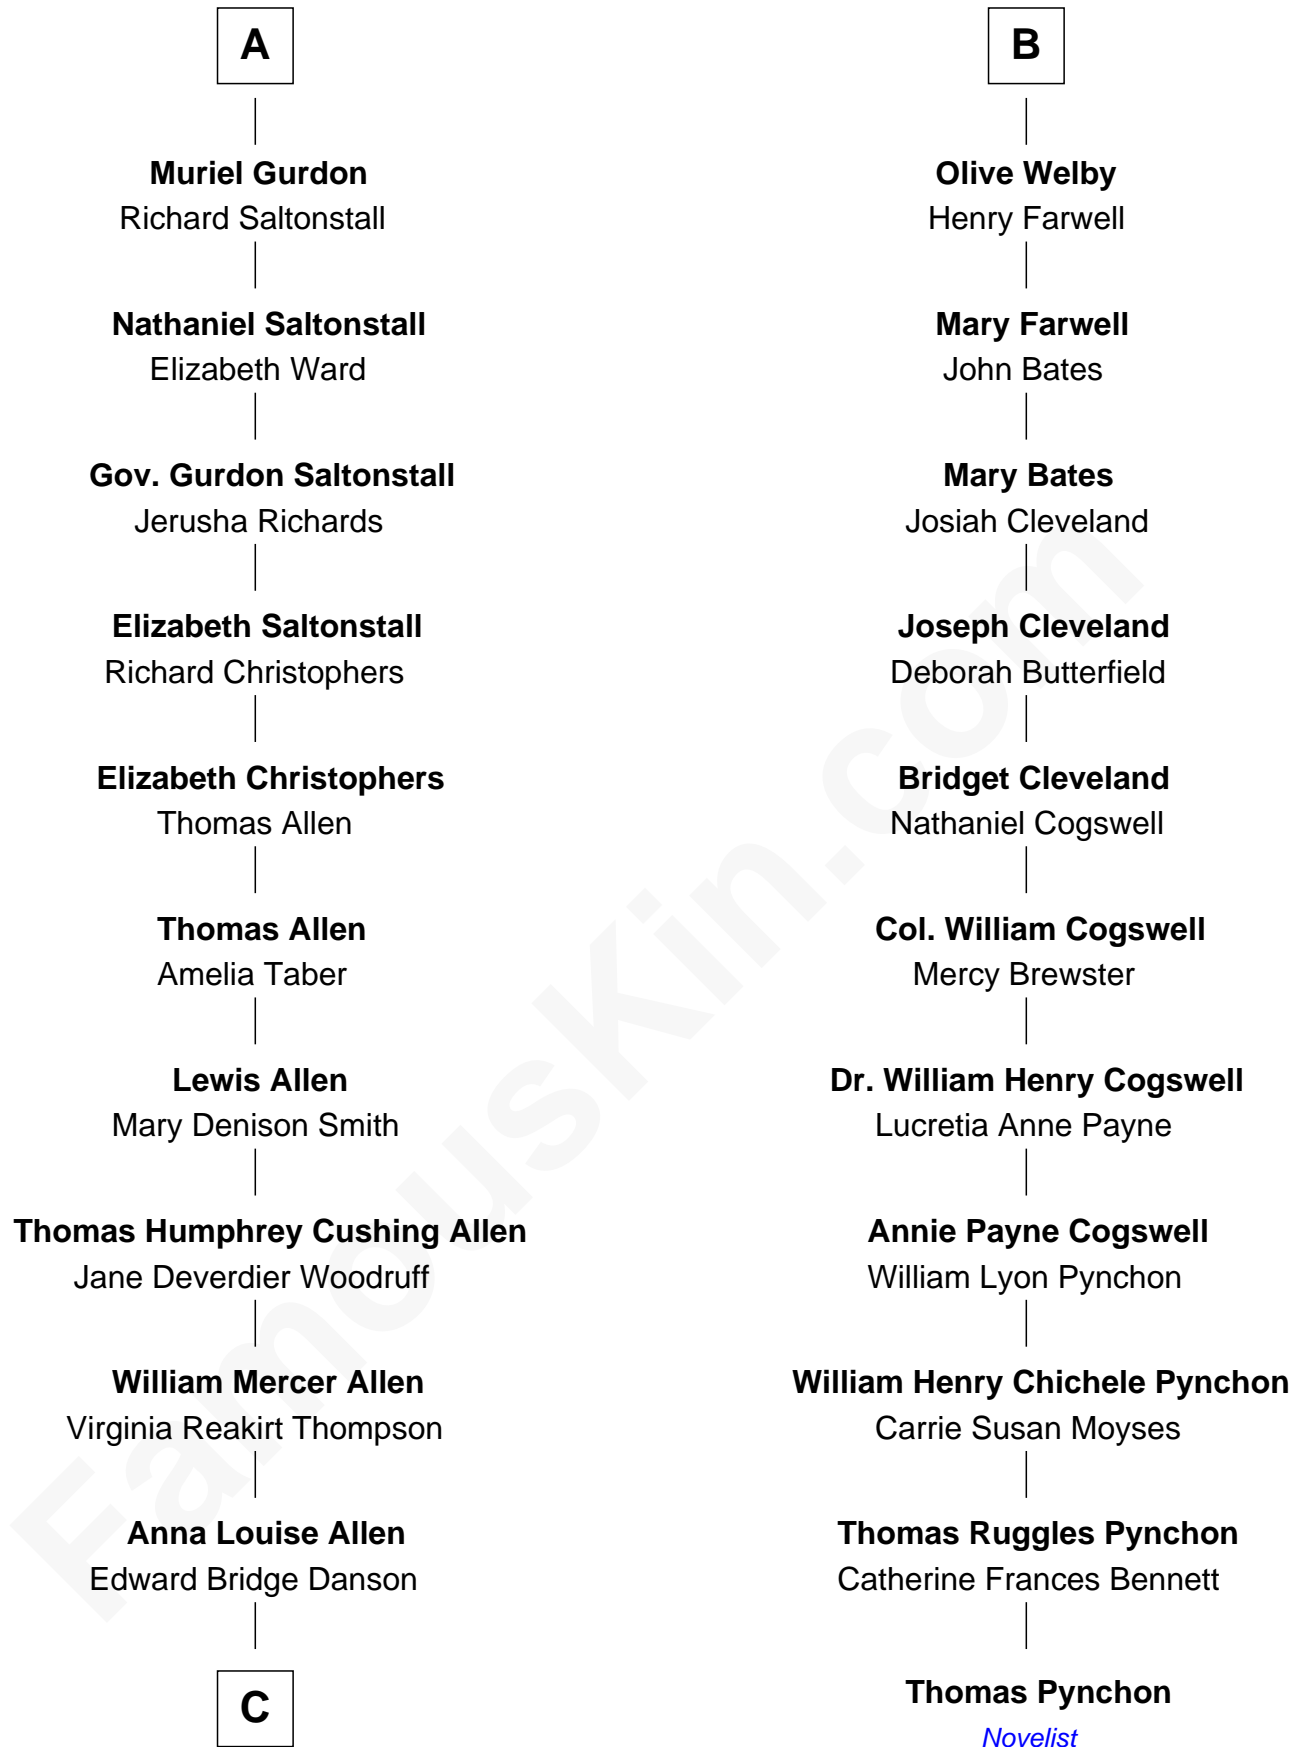 A
Muriel Gurdon
Richard Saltonstall
Nathaniel Saltonstall
Elizabeth Ward
Gov. Gurdon Saltonstall
Jerusha Richards
Elizabeth Saltonstall
Richard Christophers
Elizabeth Christophers
Thomas Allen
Thomas Allen
Amelia Taber
Lewis Allen
Mary Denison Smith
Thomas Humphrey Cushing Allen
Jane Deverdier Woodruff
William Mercer Allen
Virginia Reakirt Thompson
Anna Louise Allen
Edward Bridge Danson
C
B
Olive Welby
Henry Farwell
Mary Farwell
John Bates
Mary Bates
Josiah Cleveland
Joseph Cleveland
Deborah Butterfield
Bridget Cleveland
Nathaniel Cogswell
Col. William Cogswell
Mercy Brewster
Dr. William Henry Cogswell
Lucretia Anne Payne
Annie Payne Cogswell
William Lyon Pynchon
William Henry Chichele Pynchon
Carrie Susan Moyses
Thomas Ruggles Pynchon
Catherine Frances Bennett
Thomas Pynchon
Novelist
FamousKin.com